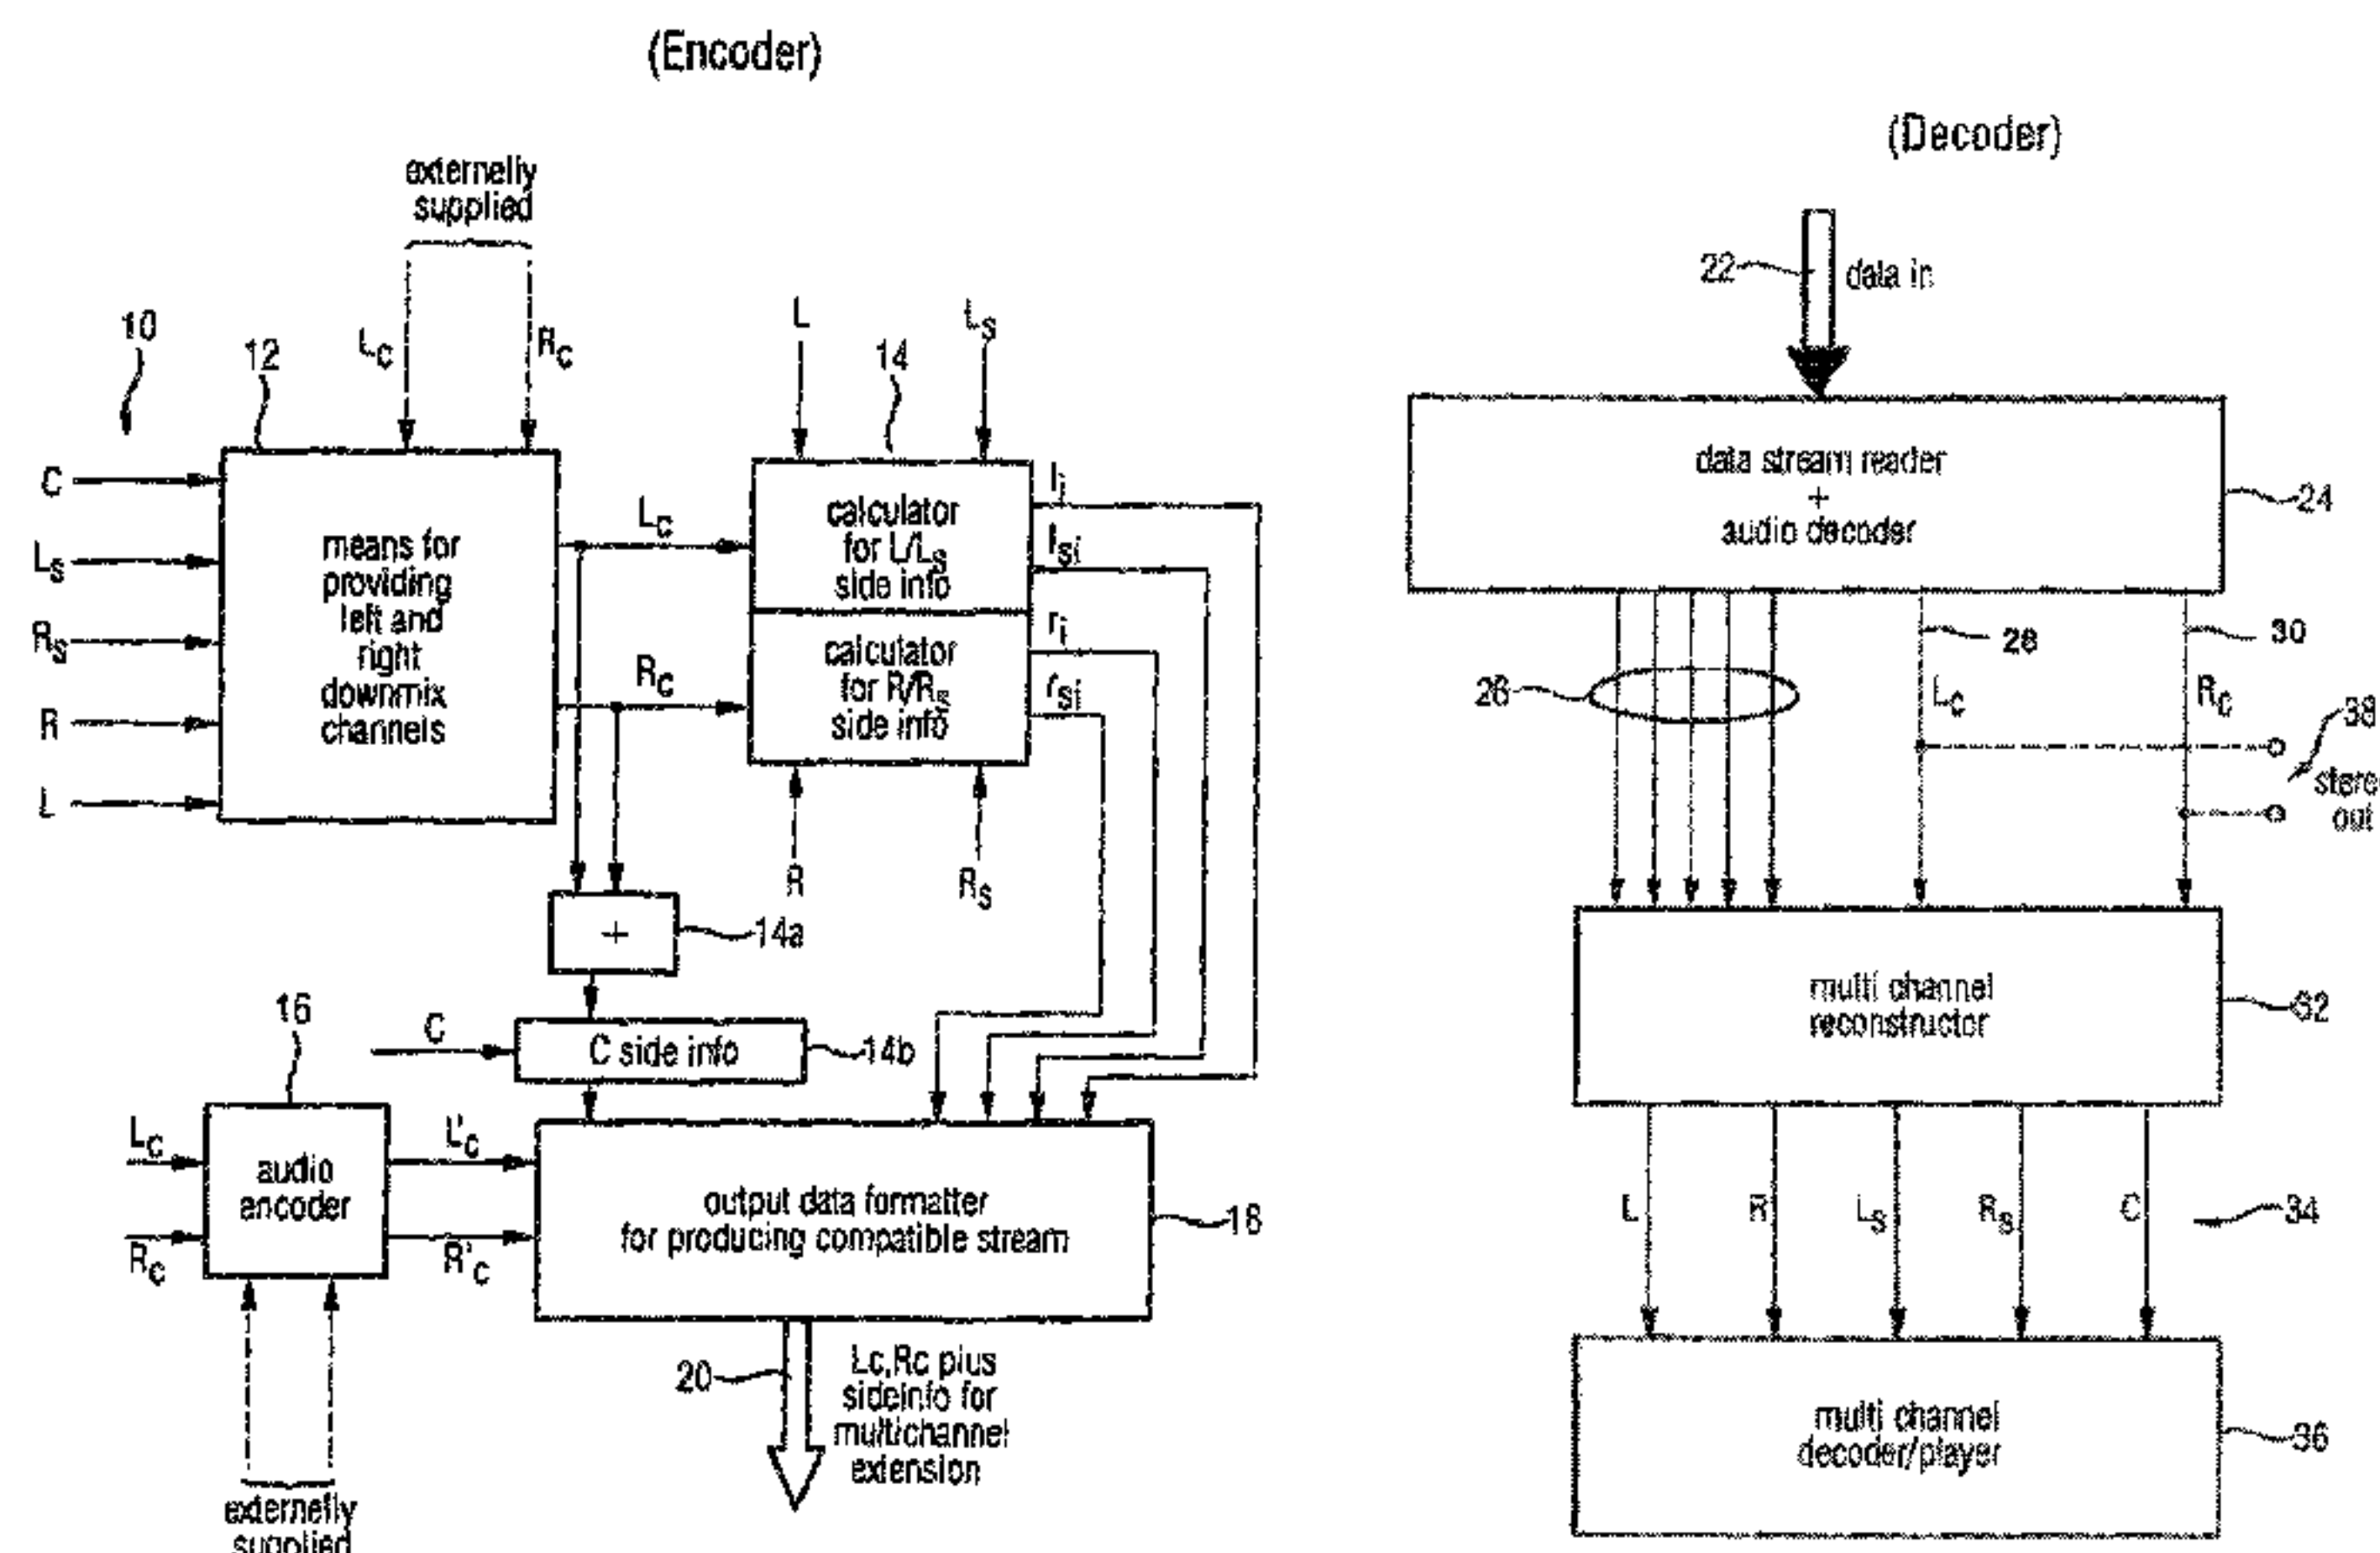 (Encoder)
externally
supplied
10
12
Lc
Rc
C
Ls
Rs
R
L
means for
providing
left and
right
downmix
channels
L
Ls
14
Lc
Rc
calculator
for L/Ls
side info
calculator
for R/Rs
side info
li
lsi
ri
rsi
R
Rs
+
14a
C
C side info
14b
16
Lc
Rc
audio
encoder
L'c
R'c
output data formatter
for producing compatible stream
18
20
Lc,Rc plus
sideinfo for
multichannel
extension
externally
supplied
(Decoder)
22
data in
data stream reader
+
audio decoder
24
26
28
30
Lc
Rc
38
stere
out
multi channel
reconstructor
32
L
R
Ls
Rs
C
34
multi channel
decoder/player
36